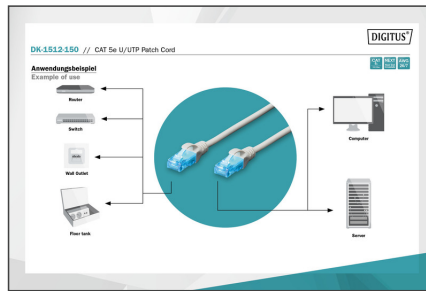 DIGITUS®
DK-1512-150 // CAT 5e U/UTP Patch Cord
Anwendungsbeispiel
Example of use
Router
Switch
Wall Outlet
Floor tank
Computer
Server